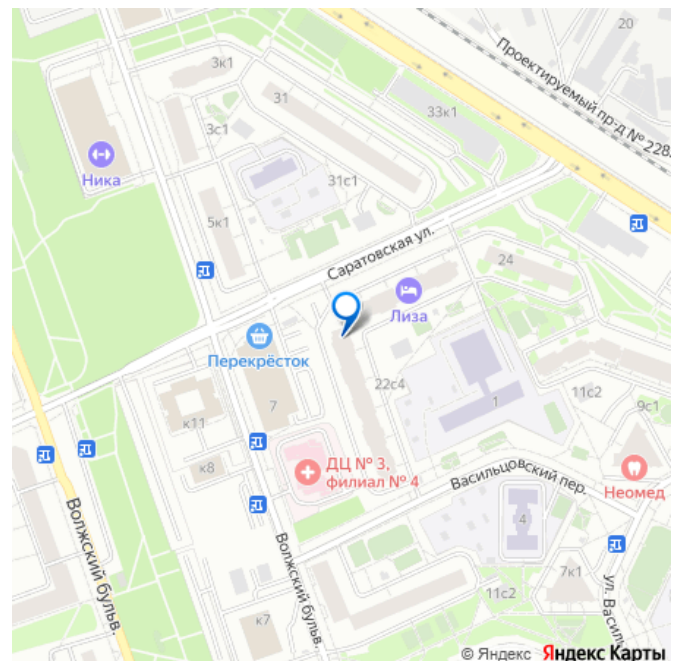 20
3к1
Проектируемый пр-д № 228
31
33к1
3с1
Ника
31с1
5к1
Саратовская ул.
24
Лиза
Перекрёсток
22с4
11с2
7
1
9с1
к11
ДЦ № 3,
филиал № 4
к8
Васильцовский пер.
Неомед
4
Волжский бульв.
Волжский бульв.
7к1
11с2
к7
© Яндекс Яндекс Карты